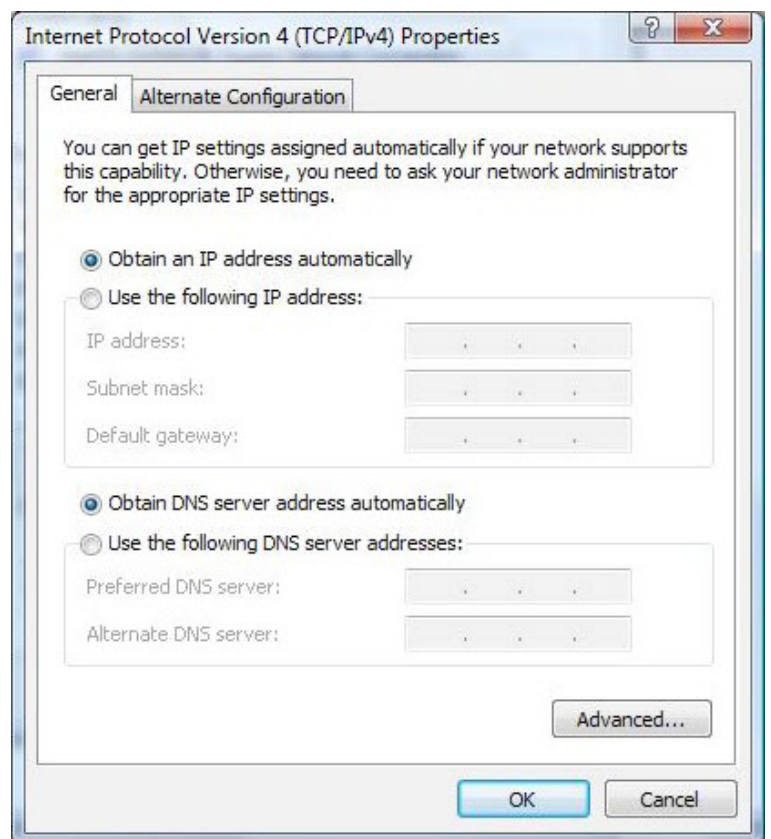 Internet Protocol Version 4 (TCP/IPv4) Properties
General
Alternate Configuration
You can get IP settings assigned automatically if your network supports
this capability. Otherwise, you need to ask your network administrator
for the appropriate IP settings.
Obtain an IP address automatically
Use the following IP address:
IP address:
Subnet mask:
Default gateway:
Obtain DNS server address automatically
Use the following DNS server addresses:
Preferred DNS server:
Alternate DNS server:
Advanced...
OK
Cancel